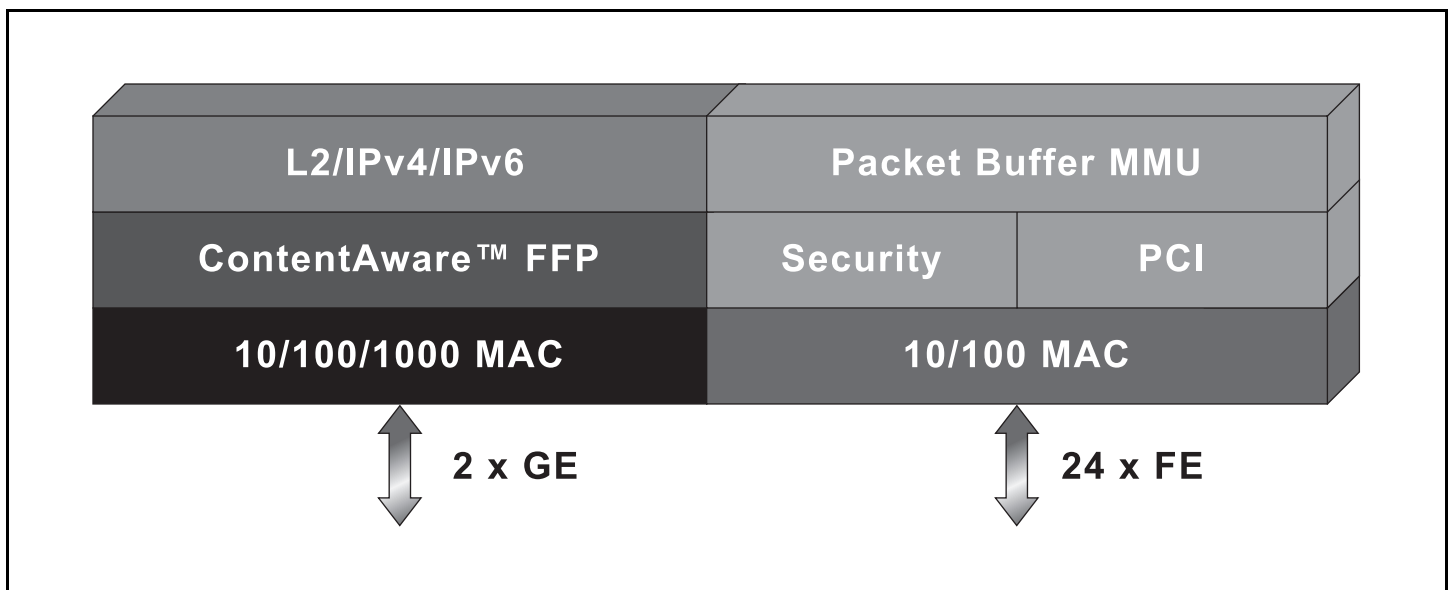 L2/IPv4/IPv6
Packet Buffer MMU
ContentAware™ FFP
Security
PCI
10/100/1000 MAC
10/100 MAC
2 x GE
24 x FE